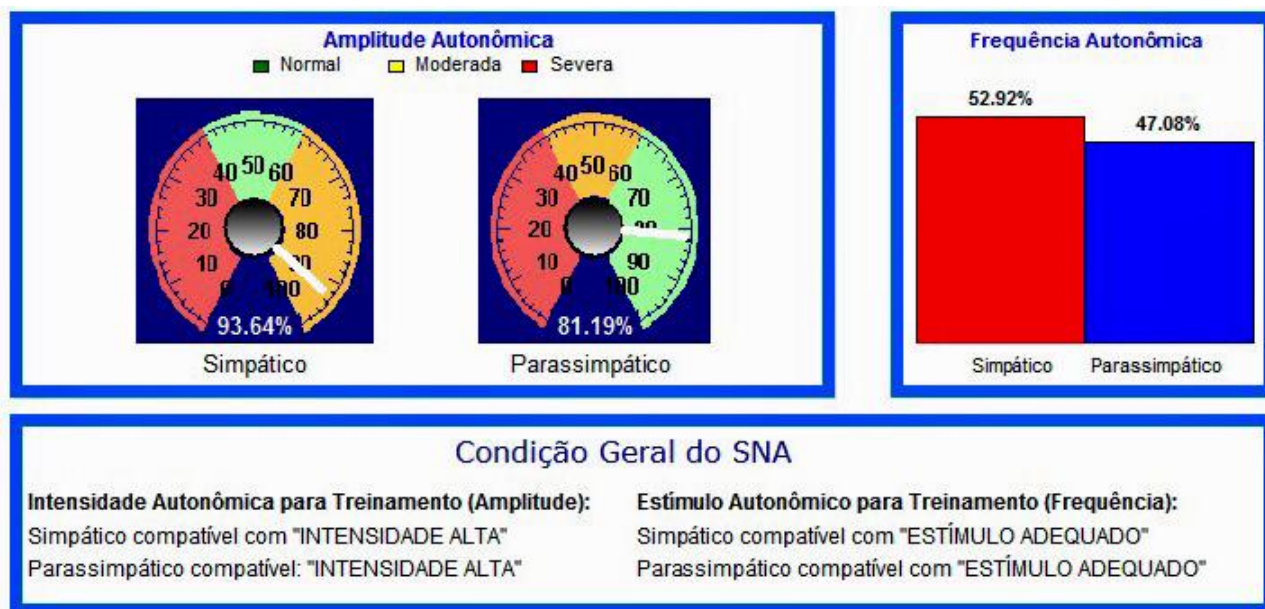 Amplitude Autonômica
Normal Moderada Severa
0 10 20 30 40 50 60 70 80 90 100
93.64%
Simpático
0 10 20 30 40 50 60 70 80 90 100
81.19%
Parassimpático
Frequência Autonômica
52.92%
47.08%
Simpático Parassimpático
Condição Geral do SNA
Intensidade Autonômica para Treinamento (Amplitude):
Simpático compatível com "INTENSIDADE ALTA"
Parassimpático compatível: "INTENSIDADE ALTA"
Estímulo Autonômico para Treinamento (Frequência):
Simpático compatível com "ESTÍMULO ADEQUADO"
Parassimpático compatível com "ESTÍMULO ADEQUADO"